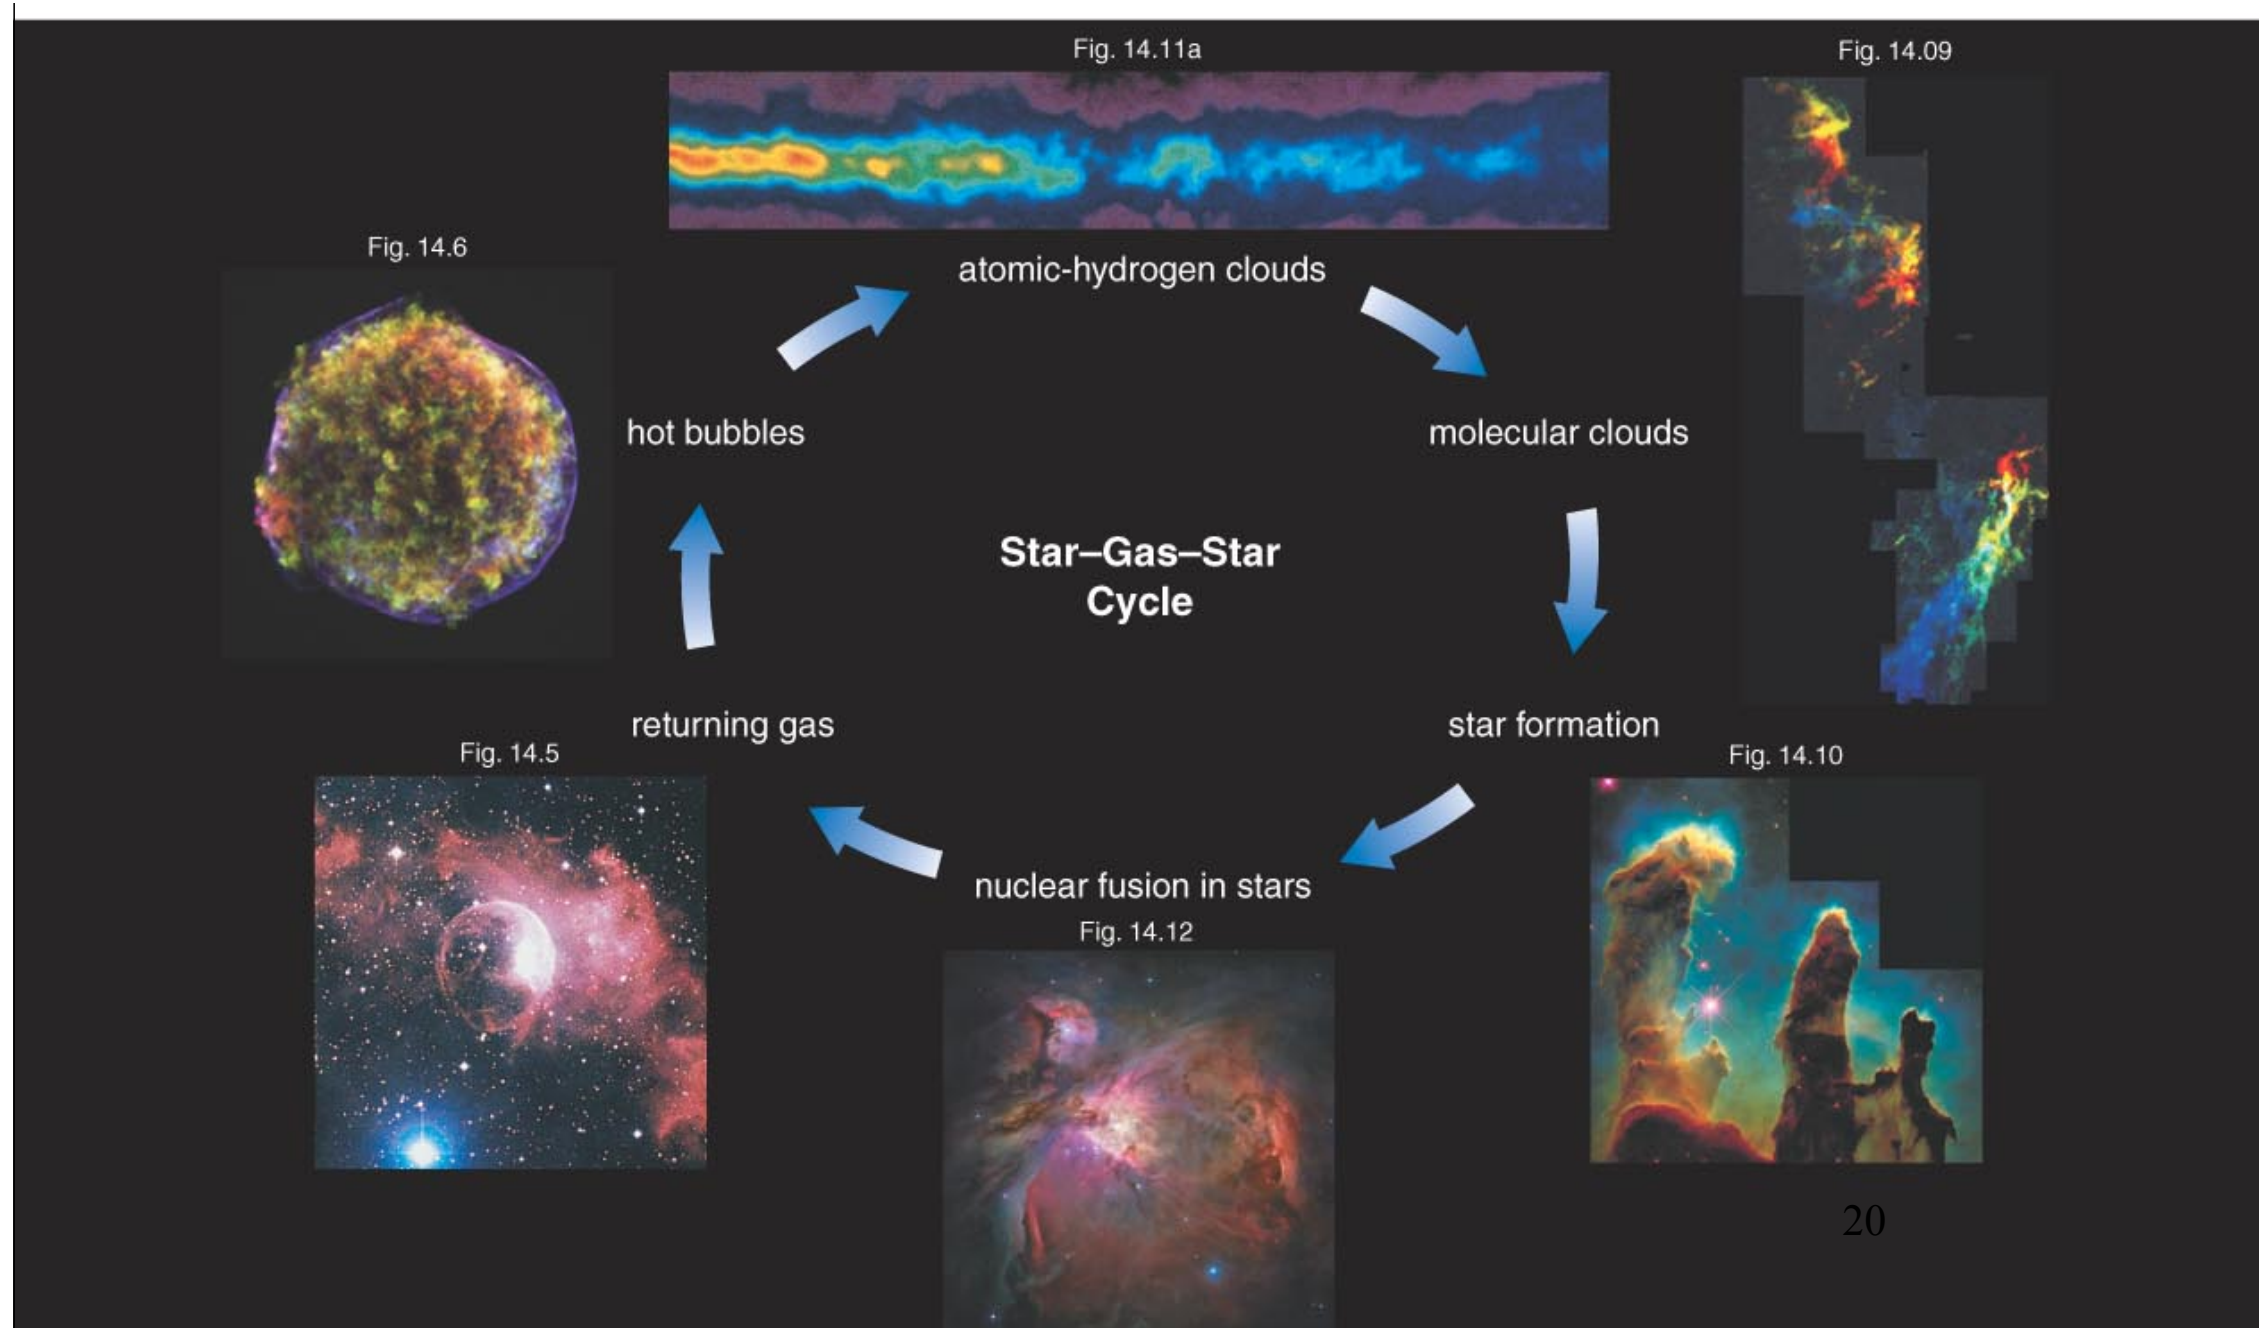 Fig. 14.11a
Fig. 14.09
atomic-hydrogen clouds
Fig. 14.6
hot bubbles
molecular clouds
Star–Gas–Star
Cycle
returning gas
Fig. 14.5
star formation
Fig. 14.10
nuclear fusion in stars
Fig. 14.12
20